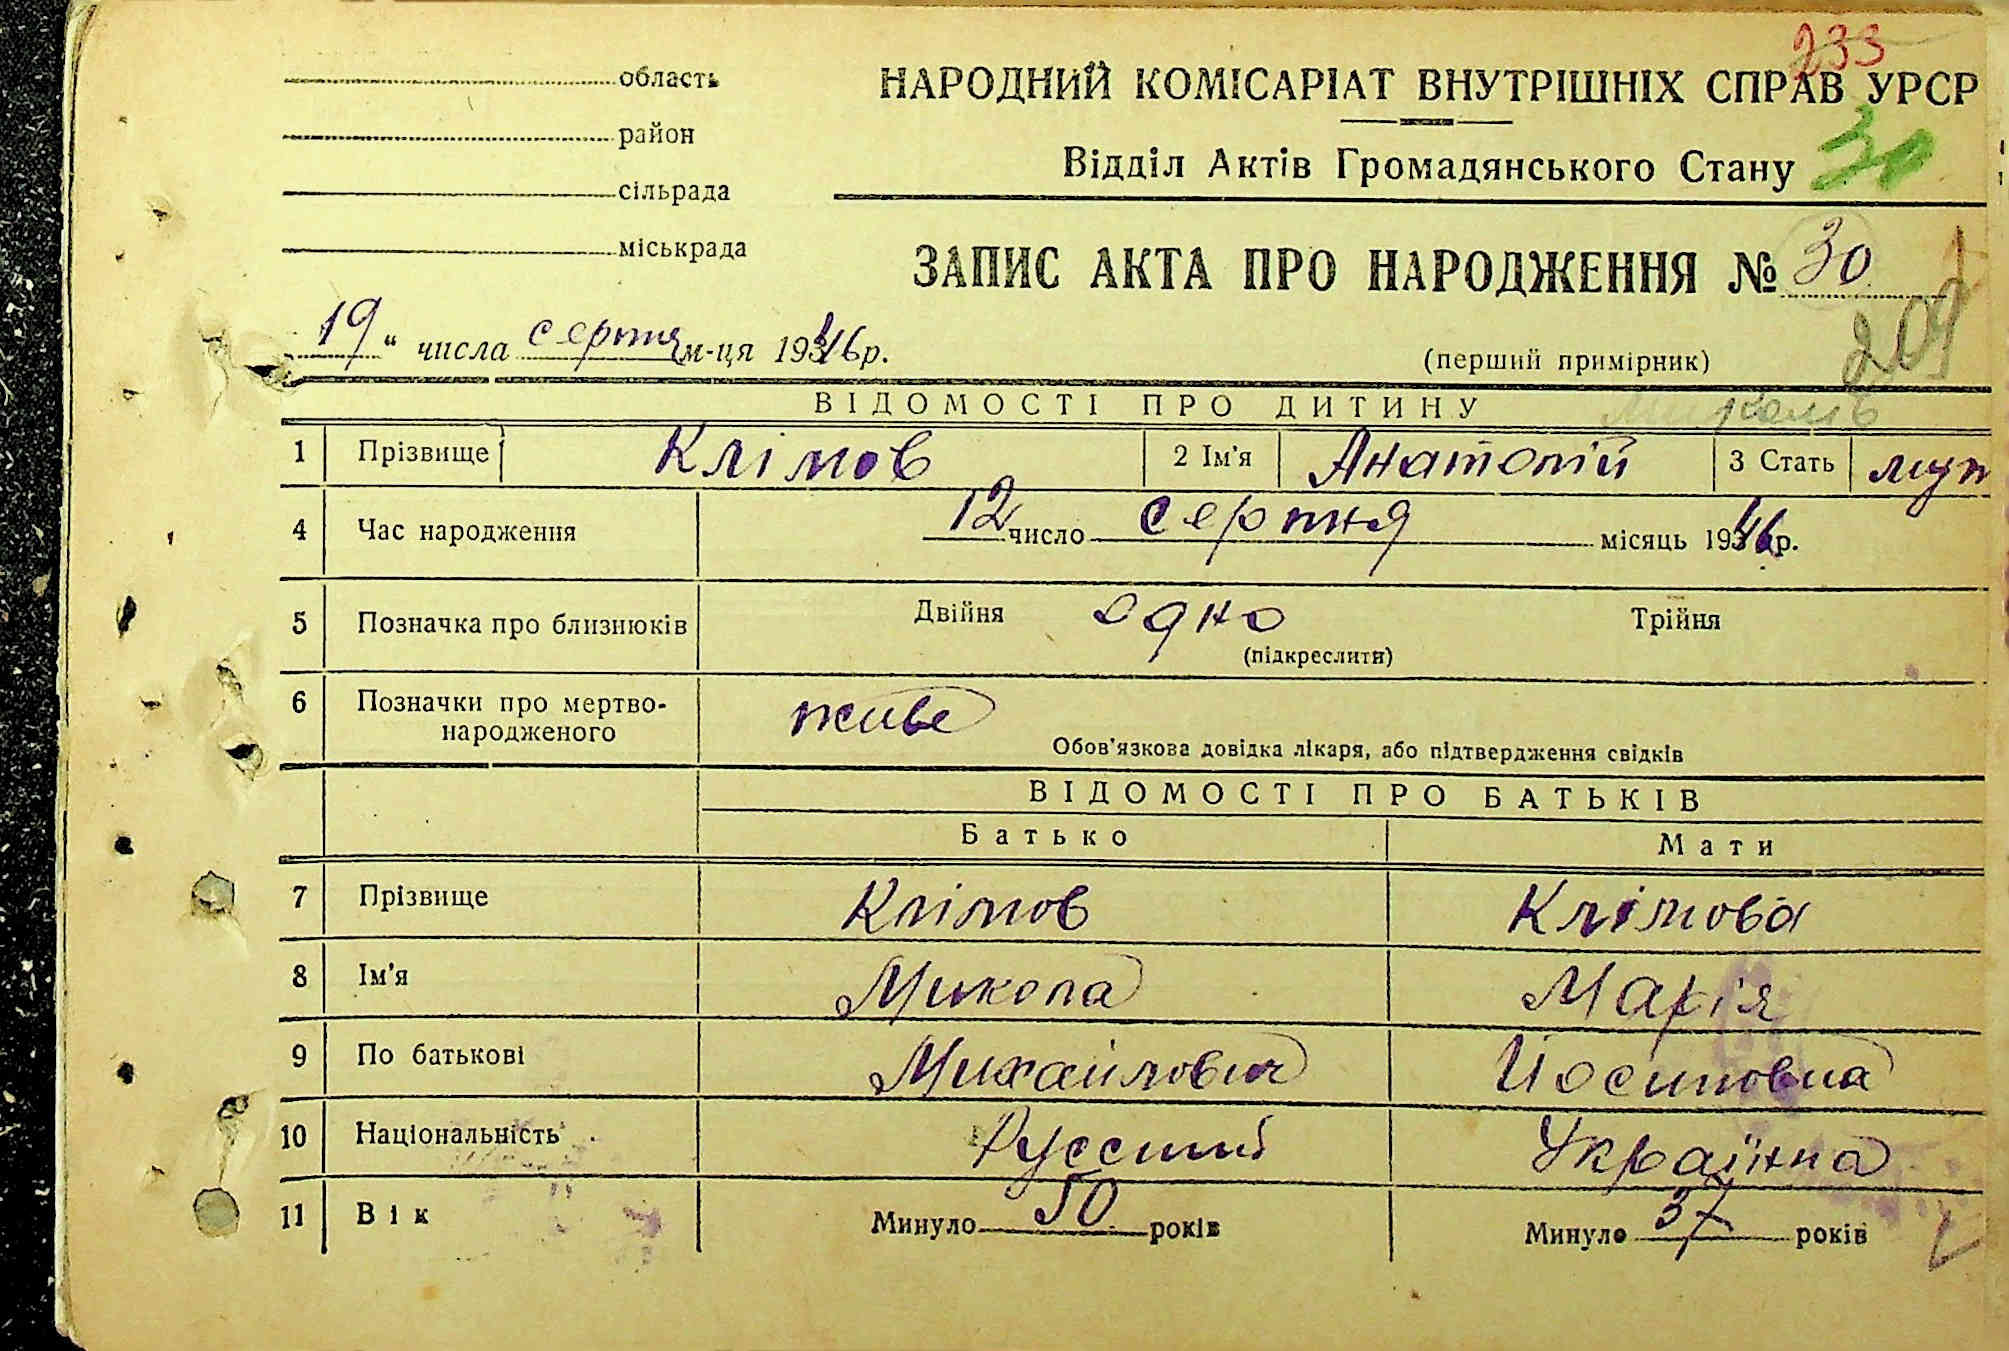 233
область
НАРОДНИЙ КОМІСАРІАТ ВНУТРІШНІХ СПРАВ УРСР
район
30
Відділ Актів Громадянського Стану
сільрада
міськрада
ЗАПИС АКТА ПРО НАРОДЖЕННЯ № 30
209
19 " числа серпня м-ця 1946 р.
(перший примірник)
ВІДОМОСТІ ПРО ДИТИНУ
1 Прізвище Клімов 2 Ім'я Анатолій 3 Стать
4 Час народження 12 число серпня місяць 1946 р.
5 Позначка про близнюків Двійня одно Трійня
(підкреслити)
6 Позначки про мертво-
народженого живе
Обов'язкова довідка лікаря, або підтвердження свідків
ВІДОМОСТІ ПРО БАТЬКІВ
Батько Мати
7 Прізвище Клімов Клімова
8 Ім'я Микола Марія
9 По батькові Михайлович Йосиповна
10 Національність Русский Українка
11 Вік Минуло 50 років Минуло 37 років